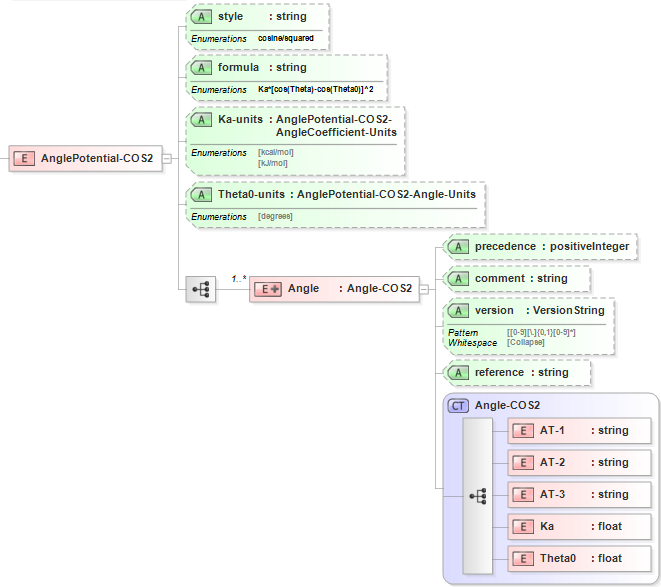 A style : string
Enumerations cosine/squared
A formula : string
Enumerations Ka*[cos(Theta)-cos(Theta0)]^2
A Ka-units : AnglePotential-COS2-
AngleCoefficient-Units
Enumerations [kcal/mol]
[kJ/mol]
E AnglePotential-COS2
A Theta0-units : AnglePotential-COS2-Angle-Units
Enumerations [degrees]
1..*
E+ Angle : Angle-COS2
A precedence : positiveInteger
A comment : string
A version : VersionString
Pattern [[0-9][\.]{0,1}[0-9]*]
Whitespace [Collapse]
A reference : string
CT Angle-COS2
E AT-1 : string
E AT-2 : string
E AT-3 : string
E Ka : float
E Theta0 : float